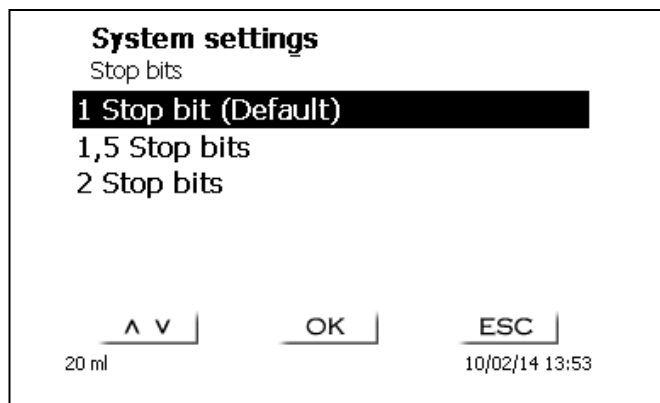 System settings
Stop bits
1 Stop bit (Default)
1,5 Stop bits
2 Stop bits
∧ ∨ OK ESC
20 ml 10/02/14 13:53